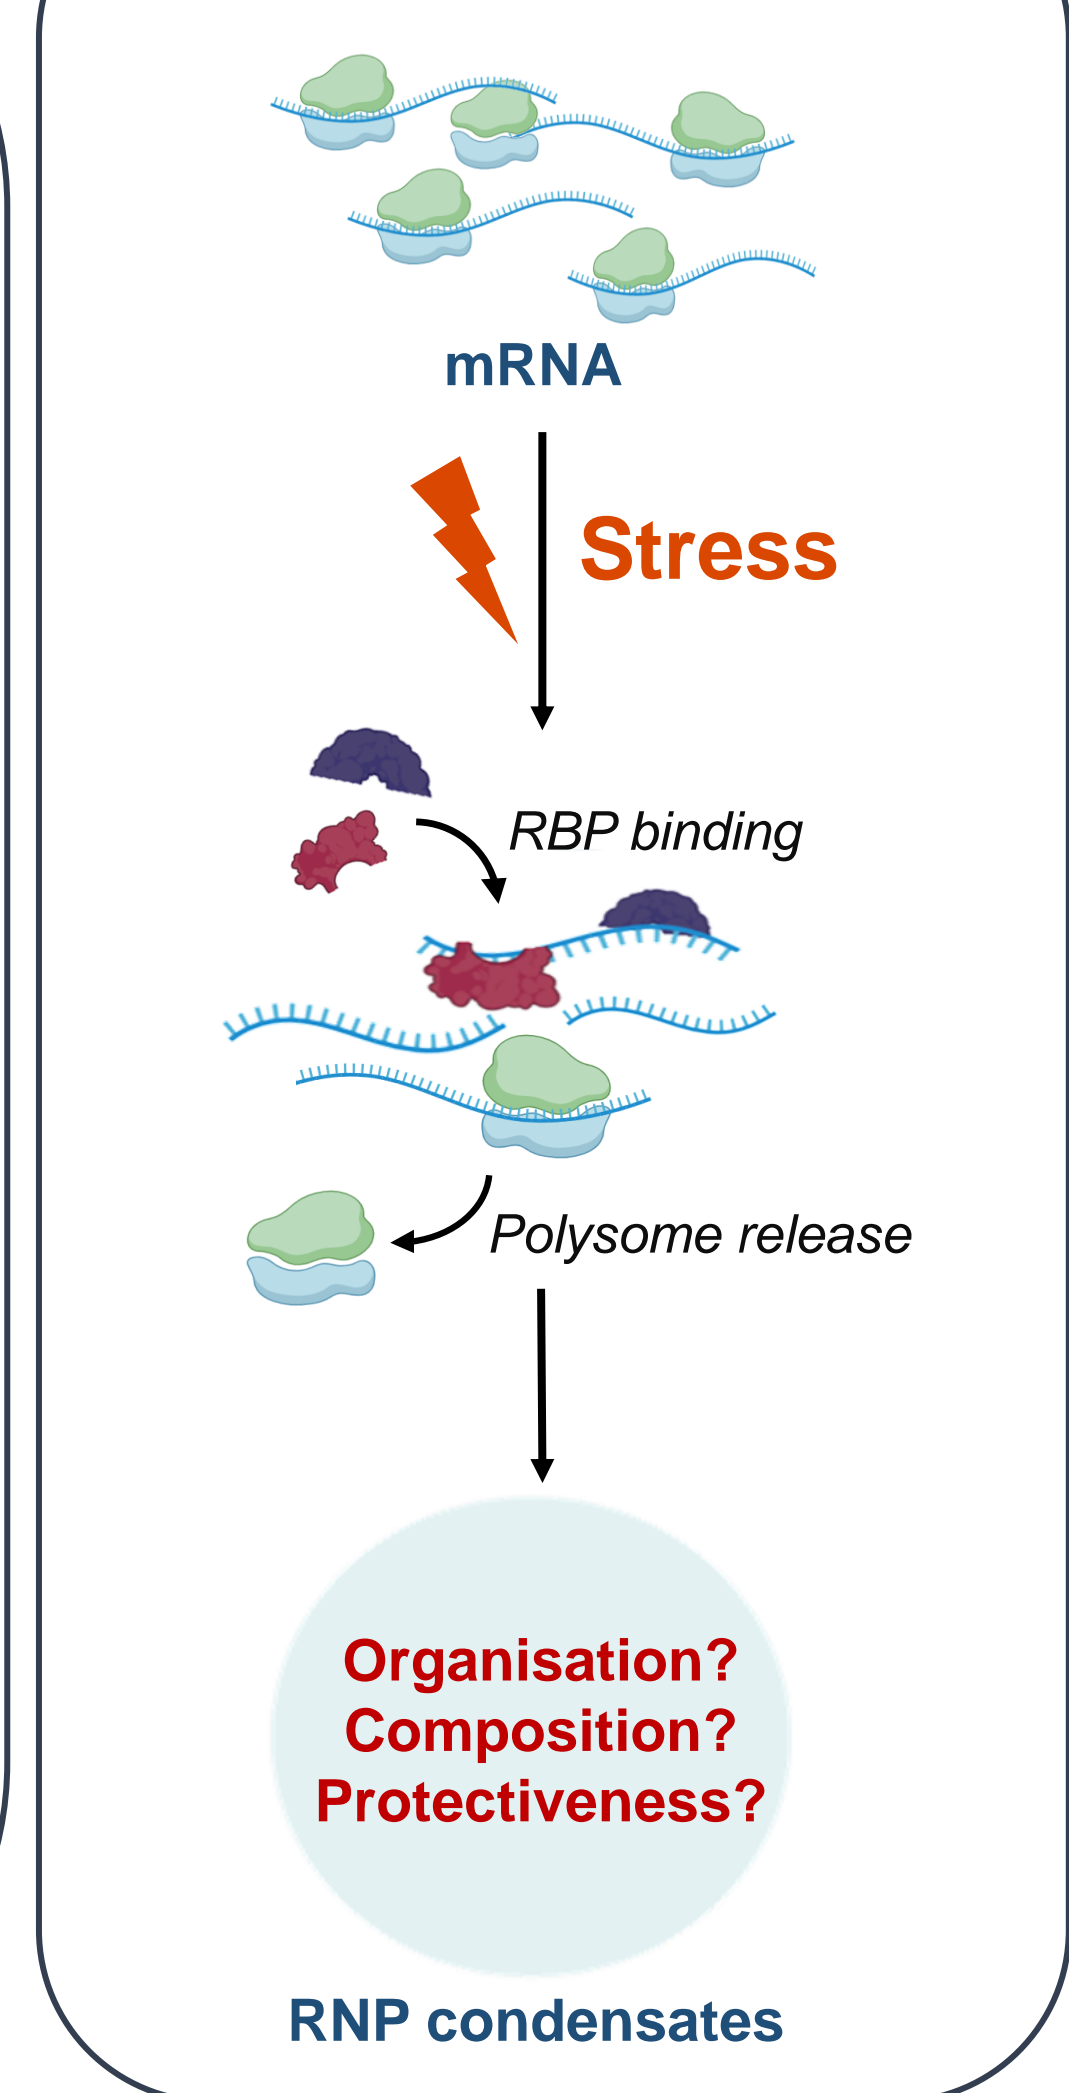 mRNA
Stress
RBP binding
Polysome release
Organisation?
Composition?
Protectiveness?
RNP condensates